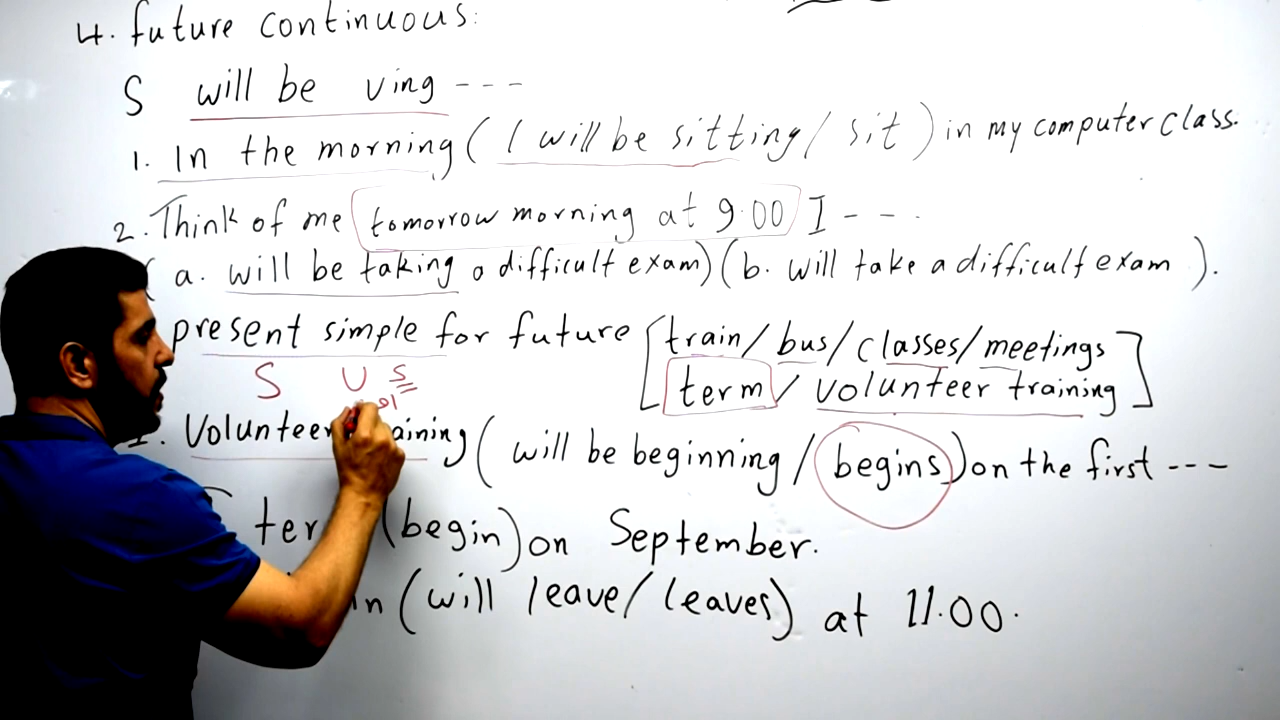 4. future continuous:
S will be ving ---
1. In the morning ( I will be sitting / sit ) in my computer class.
2. Think of me tomorrow morning at 9:00 I ---.
( a. will be taking a difficult exam) (b. will take a difficult exam ).
present simple for future [train/ bus/ classes/ meetings
term / volunteer training]
S V s
1. Volunteer training ( will be beginning / begins ) on the first ---
(begin) on September.
(will leave/ leaves) at 11.00.